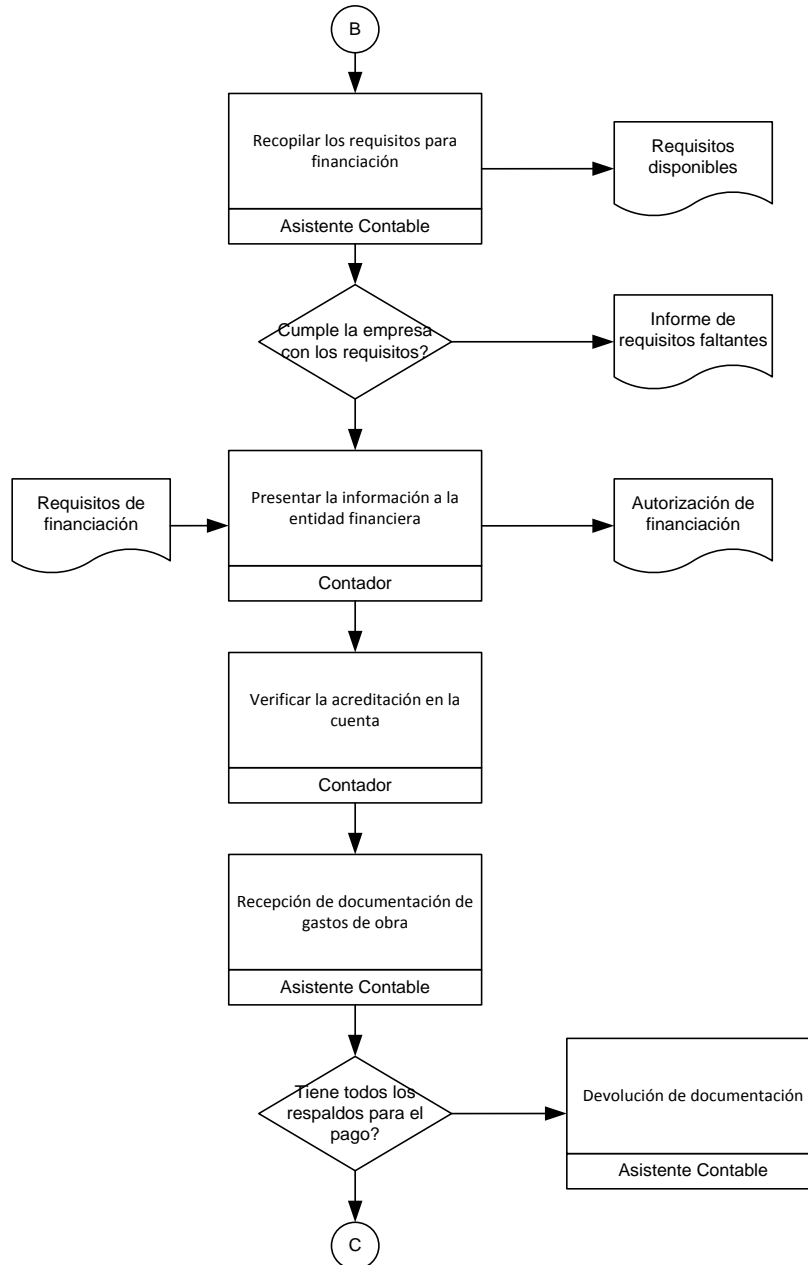 B
Recopilar los requisitos para
financiación
Asistente Contable
Requisitos
disponibles
Cumple la empresa
con los requisitos?
Informe de
requisitos faltantes
Requisitos de
financiación
Presentar la información a la
entidad financiera
Contador
Autorización de
financiación
Verificar la acreditación en la
cuenta
Contador
Recepción de documentación de
gastos de obra
Asistente Contable
Tiene todos los
respaldos para el
pago?
Devolución de documentación
Asistente Contable
C